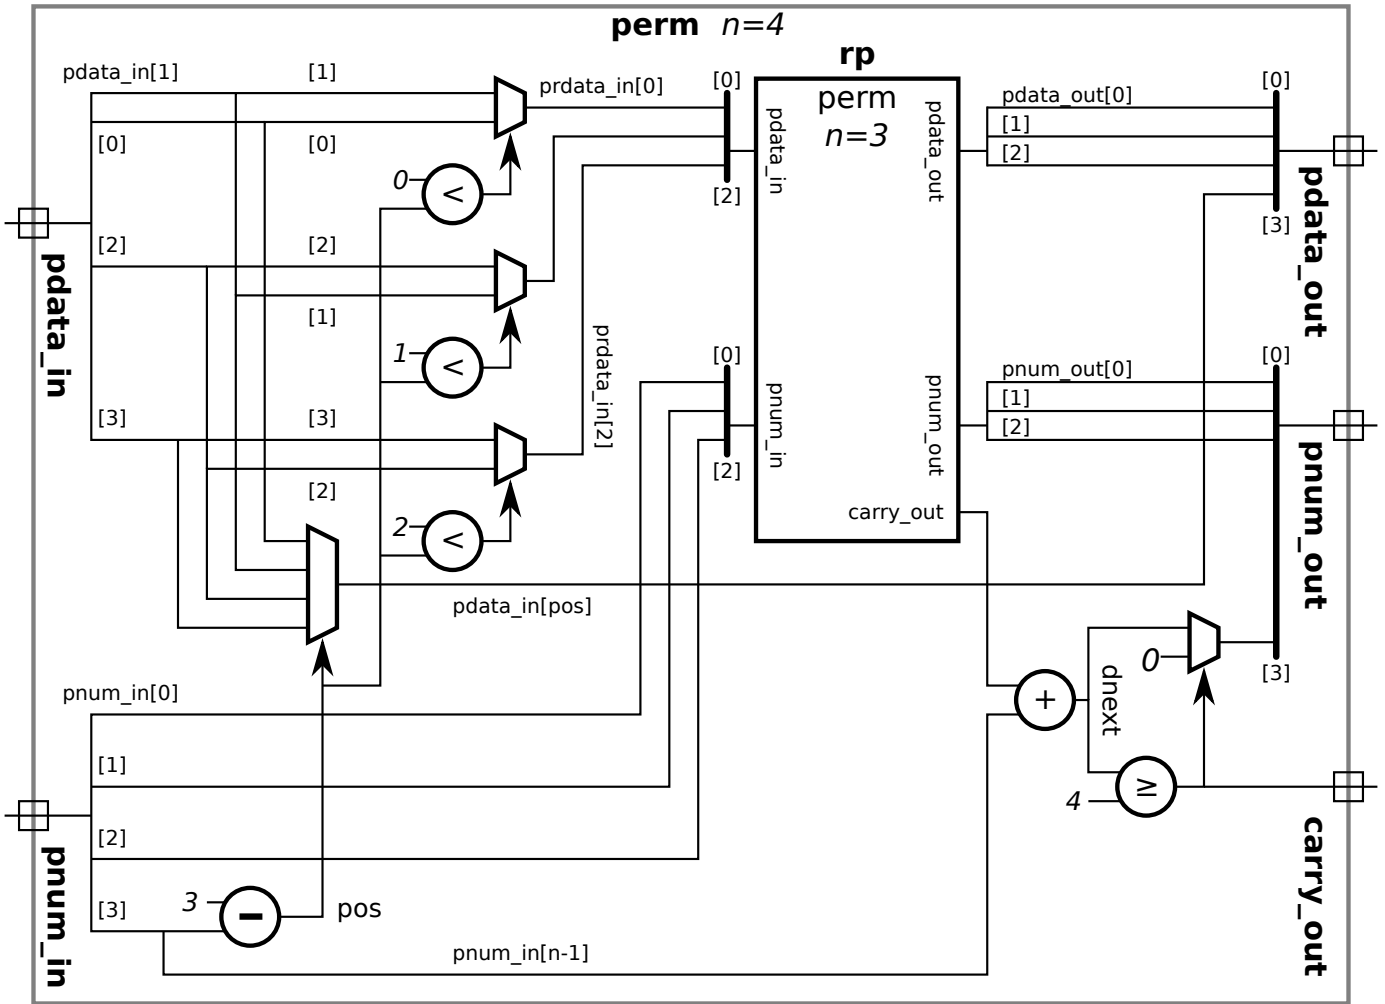 perm n=4
rp
pdata_in[1]
[1]
prdata_in[0]
[0]
perm
n=3
pdata_in
pdata_out
pdata_out[0]
[0]
[0]
[0]
[1]
[2]
0
<
[2]
[3]
pdata_out
[2]
[2]
pdata_in
[1]
1
<
prdata_in[2]
[0]
pnum_in
pnum_out
pnum_out[0]
[0]
[1]
[2]
[3]
[3]
[2]
pnum_out
[2]
2
<
carry_out
pdata_in[pos]
0
[3]
pnum_in[0]
+
dnext
[1]
≥
4
[2]
carry_out
pnum_in
3
−
pos
[3]
pnum_in[n-1]